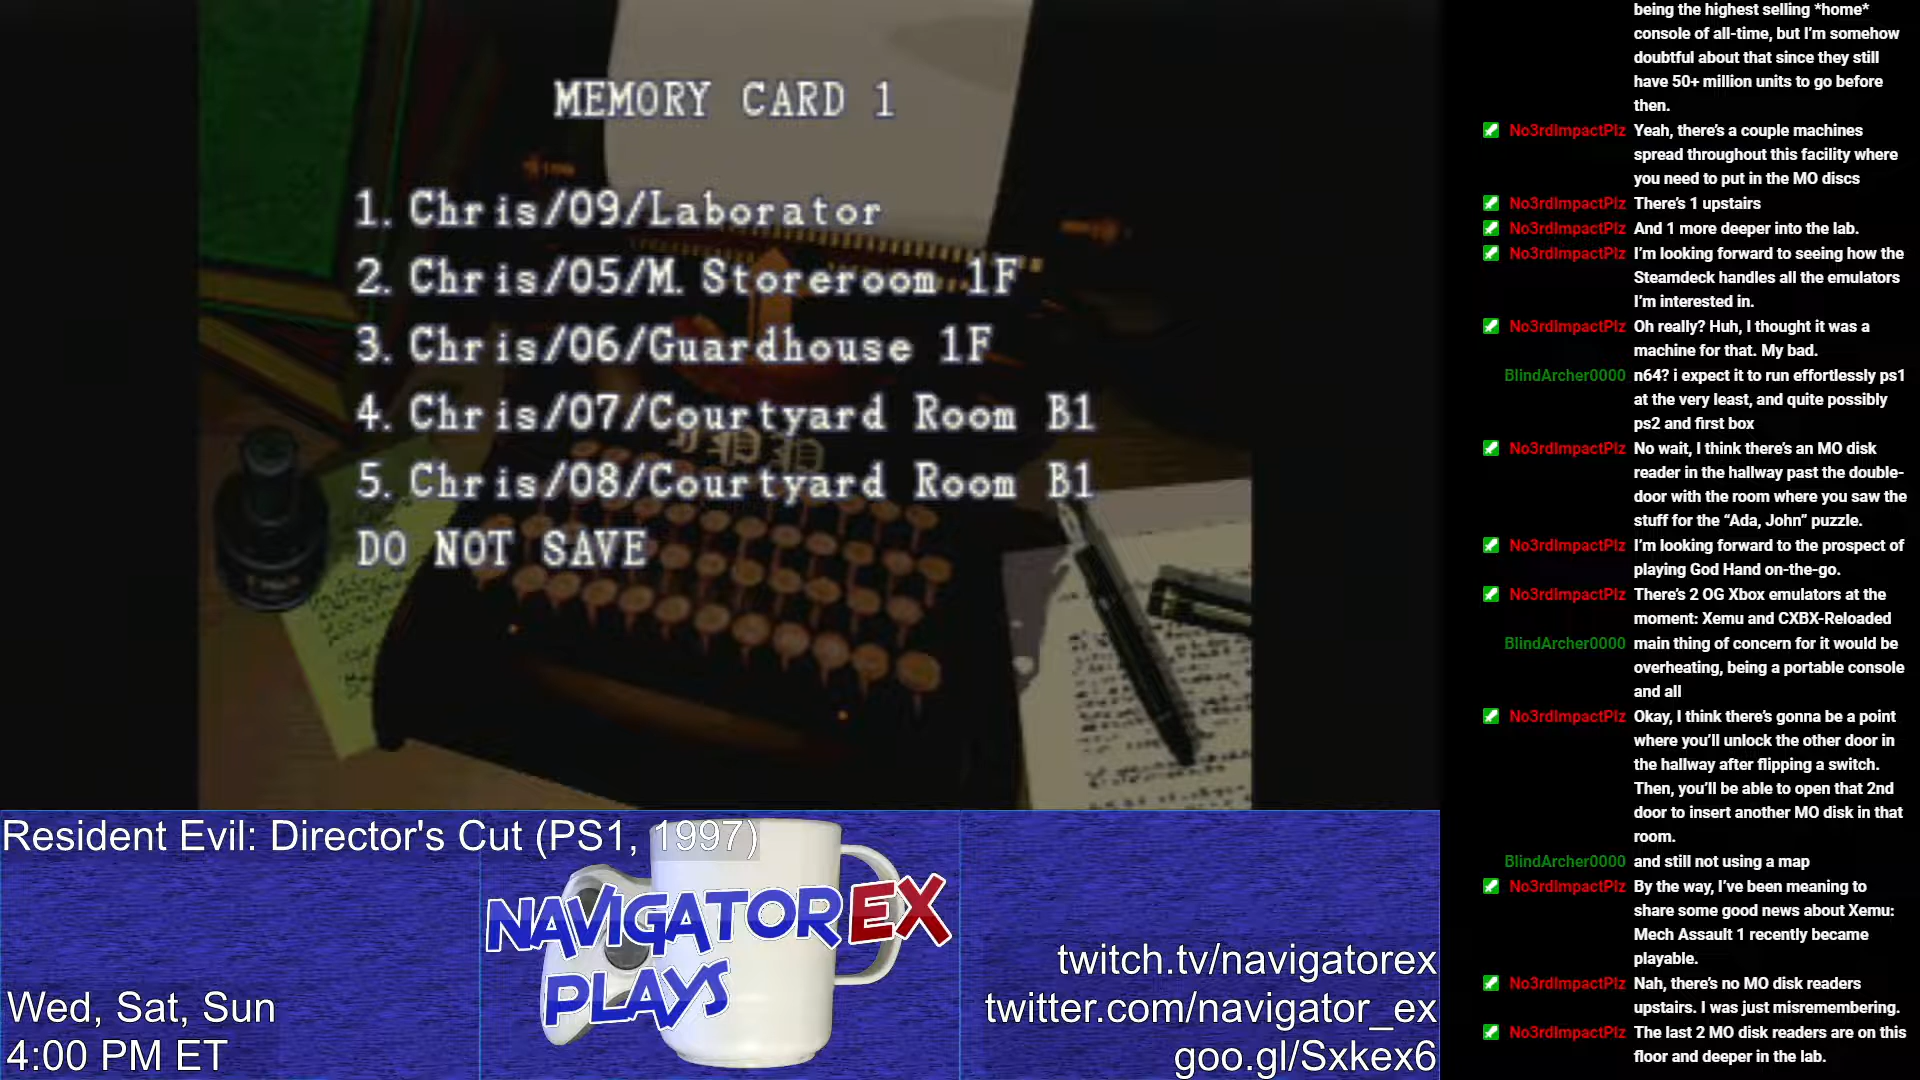 MEMORY CARD 1
1. Chris/09/Laborator
2. Chris/05/M. Storeroom 1F
3. Chris/06/Guardhouse 1F
4. Chris/07/Courtyard Room B1
5. Chris/08/Courtyard Room B1
DO NOT SAVE
Resident Evil: Director's Cut (PS1, 1997)
NAVIGATOR EX
PLAYS
Wed, Sat, Sun
4:00 PM ET
twitch.tv/navigatorex
twitter.com/navigator_ex
goo.gl/Sxkex6
being the highest selling *home*
console of all-time, but I'm somehow
doubtful about that since they still
have 50+ million units to go before
then.
No3rdImpactPlz Yeah, there's a couple machines
spread throughout this facility where
you need to put in the MO discs
No3rdImpactPlz There's 1 upstairs
No3rdImpactPlz And 1 more deeper into the lab.
No3rdImpactPlz I'm looking forward to seeing how the
Steamdeck handles all the emulators
I'm interested in.
No3rdImpactPlz Oh really? Huh, I thought it was a
machine for that. My bad.
BlindArcher0000 n64? i expect it to run effortlessly ps1
at the very least, and quite possibly
ps2 and first box
No3rdImpactPlz No wait, I think there's an MO disk
reader in the hallway past the double-
door with the room where you saw the
stuff for the “Ada, John” puzzle.
No3rdImpactPlz I'm looking forward to the prospect of
playing God Hand on-the-go.
No3rdImpactPlz There's 2 OG Xbox emulators at the
moment: Xemu and CXBX-Reloaded
BlindArcher0000 main thing of concern for it would be
overheating, being a portable console
and all
No3rdImpactPlz Okay, I think there's gonna be a point
where you'll unlock the other door in
the hallway after flipping a switch.
Then, you'll be able to open that 2nd
door to insert another MO disk in that
room.
BlindArcher0000 and still not using a map
No3rdImpactPlz By the way, I've been meaning to
share some good news about Xemu:
Mech Assault 1 recently became
playable.
No3rdImpactPlz Nah, there's no MO disk readers
upstairs. I was just misremembering.
No3rdImpactPlz The last 2 MO disk readers are on this
floor and deeper in the lab.